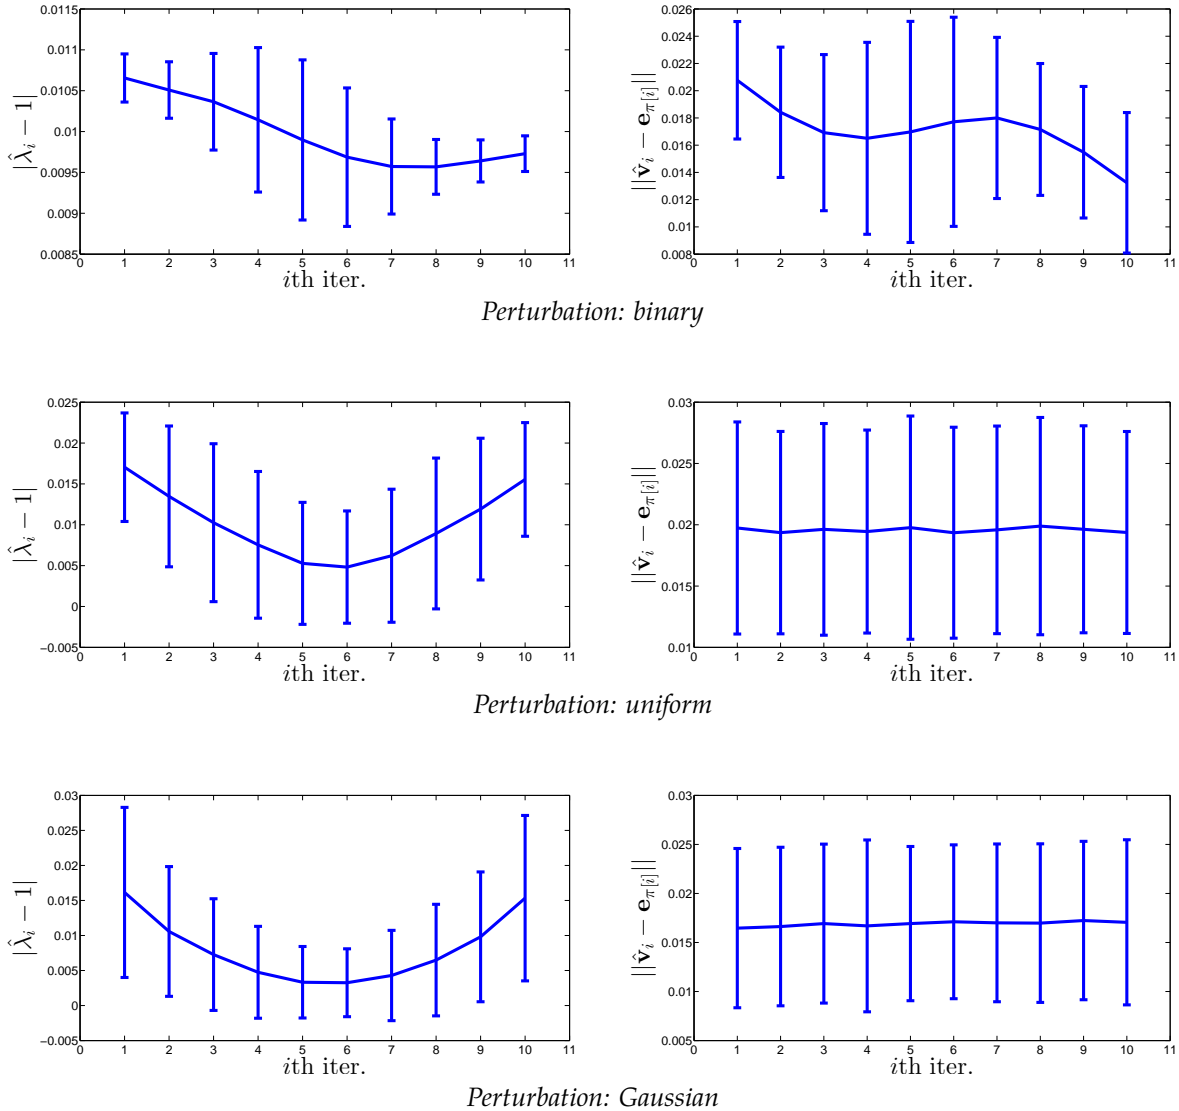 0.0115
0.011
0.0105
0.01
0.0095
0.009
0.0085
0 1 2 3 4 5 6 7 8 9 10 11
|λ̂_i − 1|
ith iter.
0.026
0.024
0.022
0.02
0.018
0.016
0.014
0.012
0.01
0.008
0 1 2 3 4 5 6 7 8 9 10 11
||v̂_i − e_π[i]||
ith iter.
Perturbation: binary
0.025
0.02
0.015
0.01
0.005
0
−0.005
0 1 2 3 4 5 6 7 8 9 10 11
|λ̂_i − 1|
ith iter.
0.03
0.025
0.02
0.015
0.01
0 1 2 3 4 5 6 7 8 9 10 11
||v̂_i − e_π[i]||
ith iter.
Perturbation: uniform
0.03
0.025
0.02
0.015
0.01
0.005
0
−0.005
0 1 2 3 4 5 6 7 8 9 10 11
|λ̂_i − 1|
ith iter.
0.03
0.025
0.02
0.015
0.01
0.005
0 1 2 3 4 5 6 7 8 9 10 11
||v̂_i − e_π[i]||
ith iter.
Perturbation: Gaussian